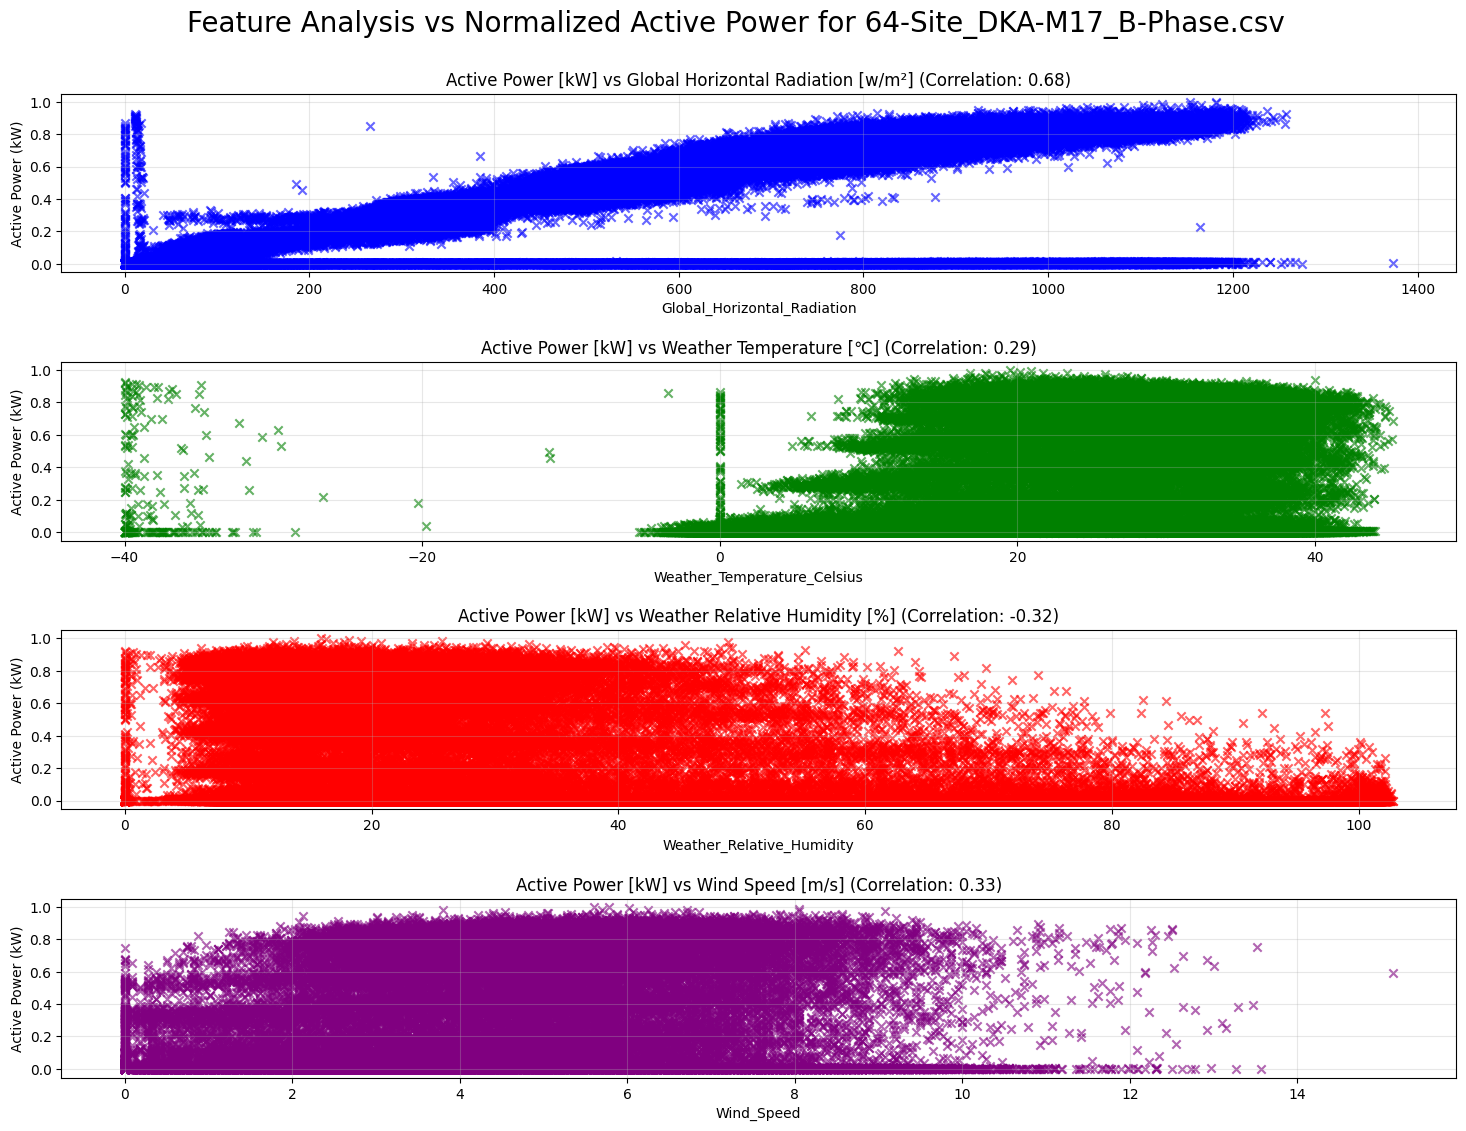 Feature Analysis vs Normalized Active Power for 64-Site_DKA-M17_B-Phase.csv
Active Power [kW] vs Global Horizontal Radiation [w/m²] (Correlation: 0.68)
Active Power (kW)
1.0
0.8
0.6
0.4
0.2
0.0
0 200 400 600 800 1000 1200 1400
Global_Horizontal_Radiation
Active Power [kW] vs Weather Temperature [℃] (Correlation: 0.29)
Active Power (kW)
1.0
0.8
0.6
0.4
0.2
0.0
−40 −20 0 20 40
Weather_Temperature_Celsius
Active Power [kW] vs Weather Relative Humidity [%] (Correlation: -0.32)
Active Power (kW)
1.0
0.8
0.6
0.4
0.2
0.0
0 20 40 60 80 100
Weather_Relative_Humidity
Active Power [kW] vs Wind Speed [m/s] (Correlation: 0.33)
Active Power (kW)
1.0
0.8
0.6
0.4
0.2
0.0
0 2 4 6 8 10 12 14
Wind_Speed